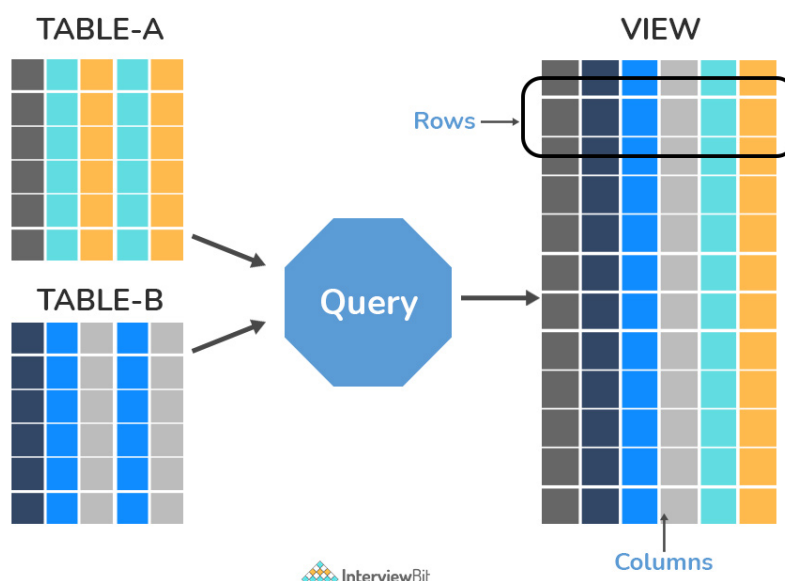 TABLE-A
VIEW
Rows
TABLE-B
Query
Columns
InterviewBit